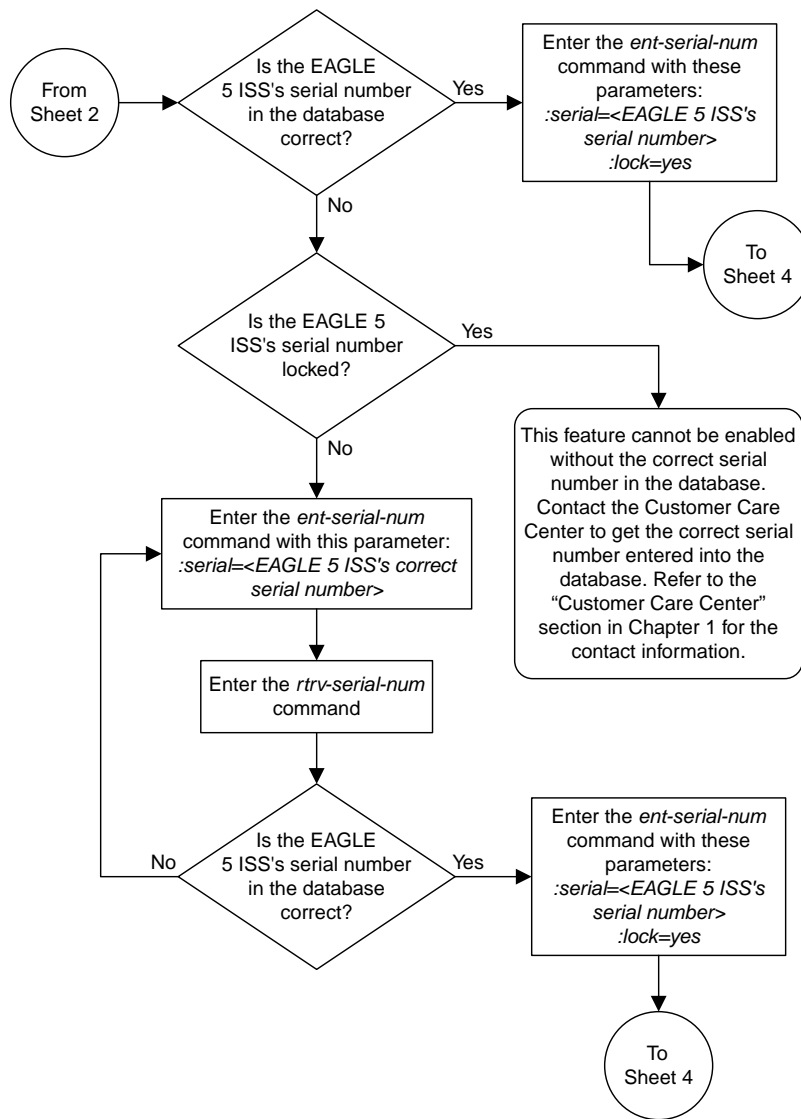 From
Sheet 2
Is the EAGLE
5 ISS's serial number
in the database
correct?
Yes
Enter the ent-serial-num
command with these
parameters:
:serial=<EAGLE 5 ISS's
serial number>
:lock=yes
To
Sheet 4
No
Is the EAGLE 5
ISS's serial number
locked?
Yes
This feature cannot be enabled
without the correct serial
number in the database.
Contact the Customer Care
Center to get the correct serial
number entered into the
database. Refer to the
“Customer Care Center”
section in Chapter 1 for the
contact information.
No
Enter the ent-serial-num
command with this parameter:
:serial=<EAGLE 5 ISS's correct
serial number>
Enter the rtrv-serial-num
command
Is the EAGLE
5 ISS's serial number
in the database
correct?
No
Yes
Enter the ent-serial-num
command with these
parameters:
:serial=<EAGLE 5 ISS's
serial number>
:lock=yes
To
Sheet 4